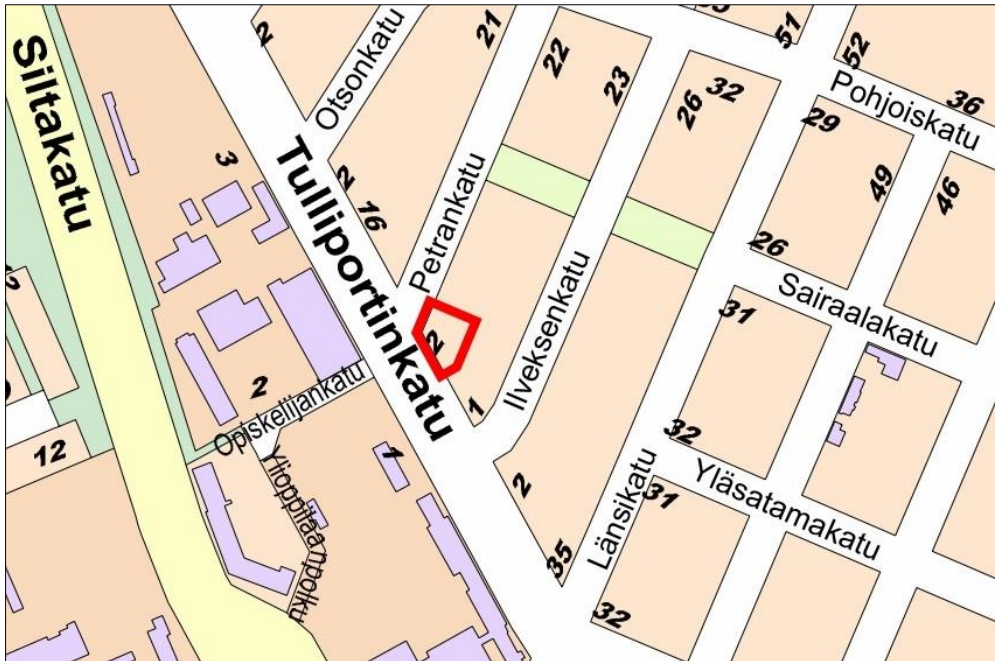 Siltakatu
2
Otsonkatu
21
22
23
26
32
51
52
Pohjoiskatu
36
29
49
46
3
2
16
Tulliportinkatu
Petrankatu
Ilveksenkatu
26
Sairaalakatu
31
2
1
2
Opiskelijankatu
12
Ylioppilaanpolku
1
2
35
Länsikatu
32
31
Yläsatamakatu
32